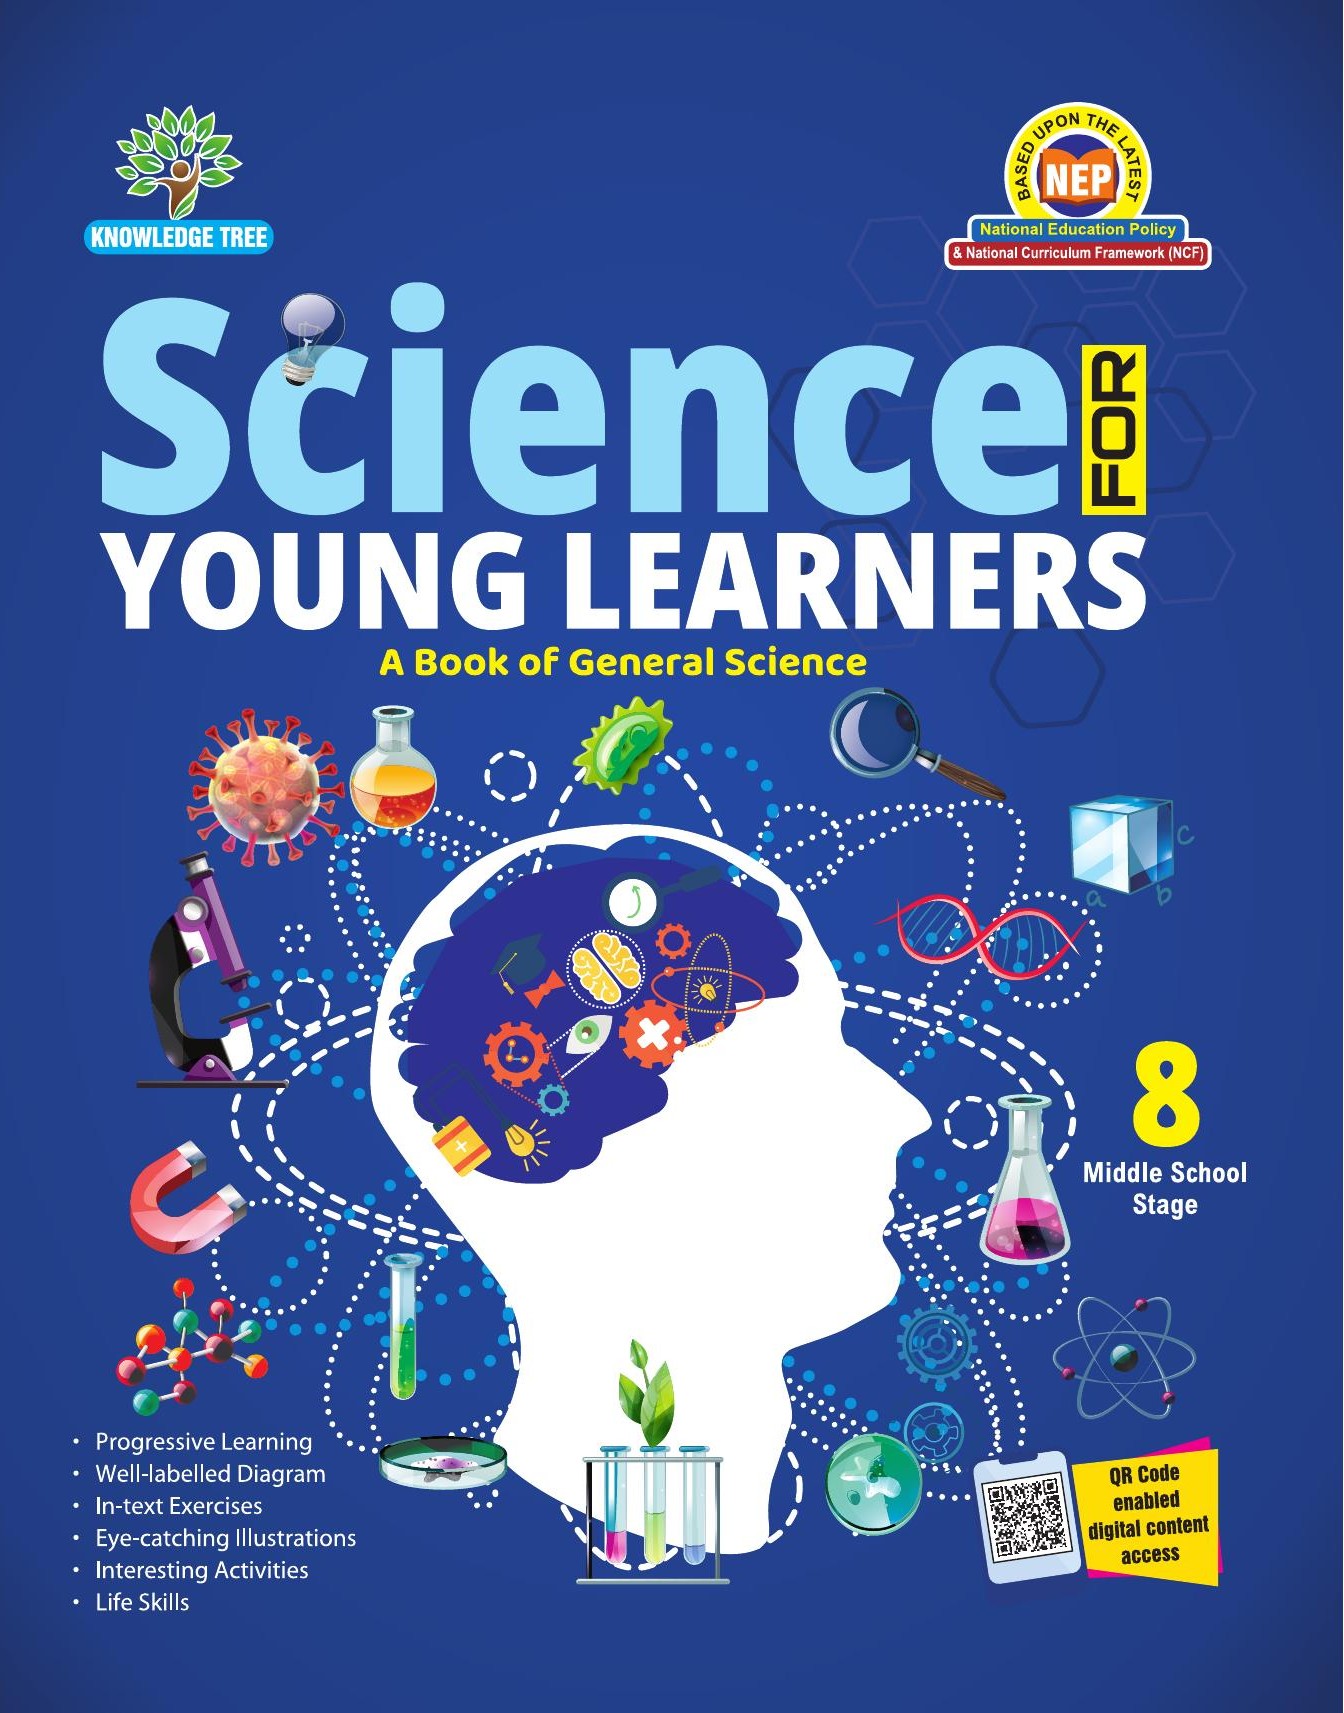 KNOWLEDGE TREE
BASED UPON THE LATEST
NEP
National Education Policy
& National Curriculum Framework (NCF)
Science
FOR
YOUNG LEARNERS
A Book of General Science
c
a
b
8
Middle School
Stage
• Progressive Learning
• Well-labelled Diagram
• In-text Exercises
• Eye-catching Illustrations
• Interesting Activities
• Life Skills
QR Code
enabled
digital content
access